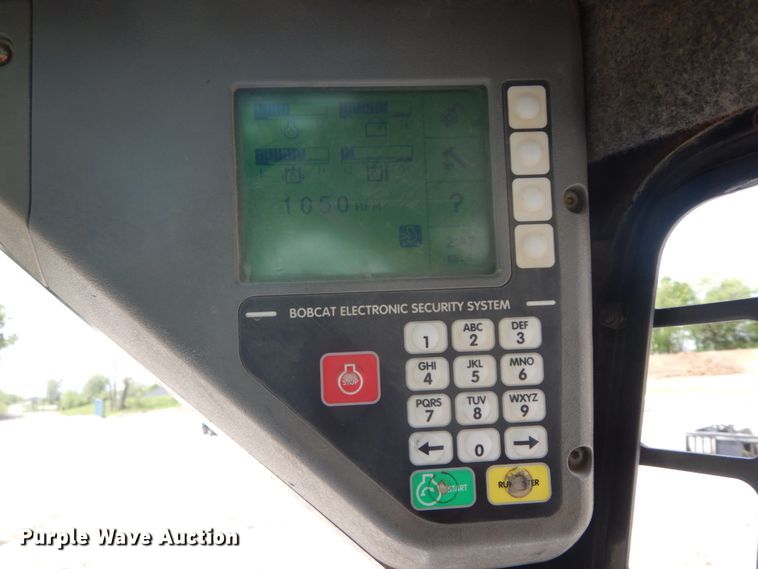 1650 RPM
?
BOBCAT ELECTRONIC SECURITY SYSTEM
1
ABC 2
DEF 3
GHI 4
JKL 5
MNO 6
PQRS 7
TUV 8
WXYZ 9
← 0 →
STOP
START
Purple Wave Auction